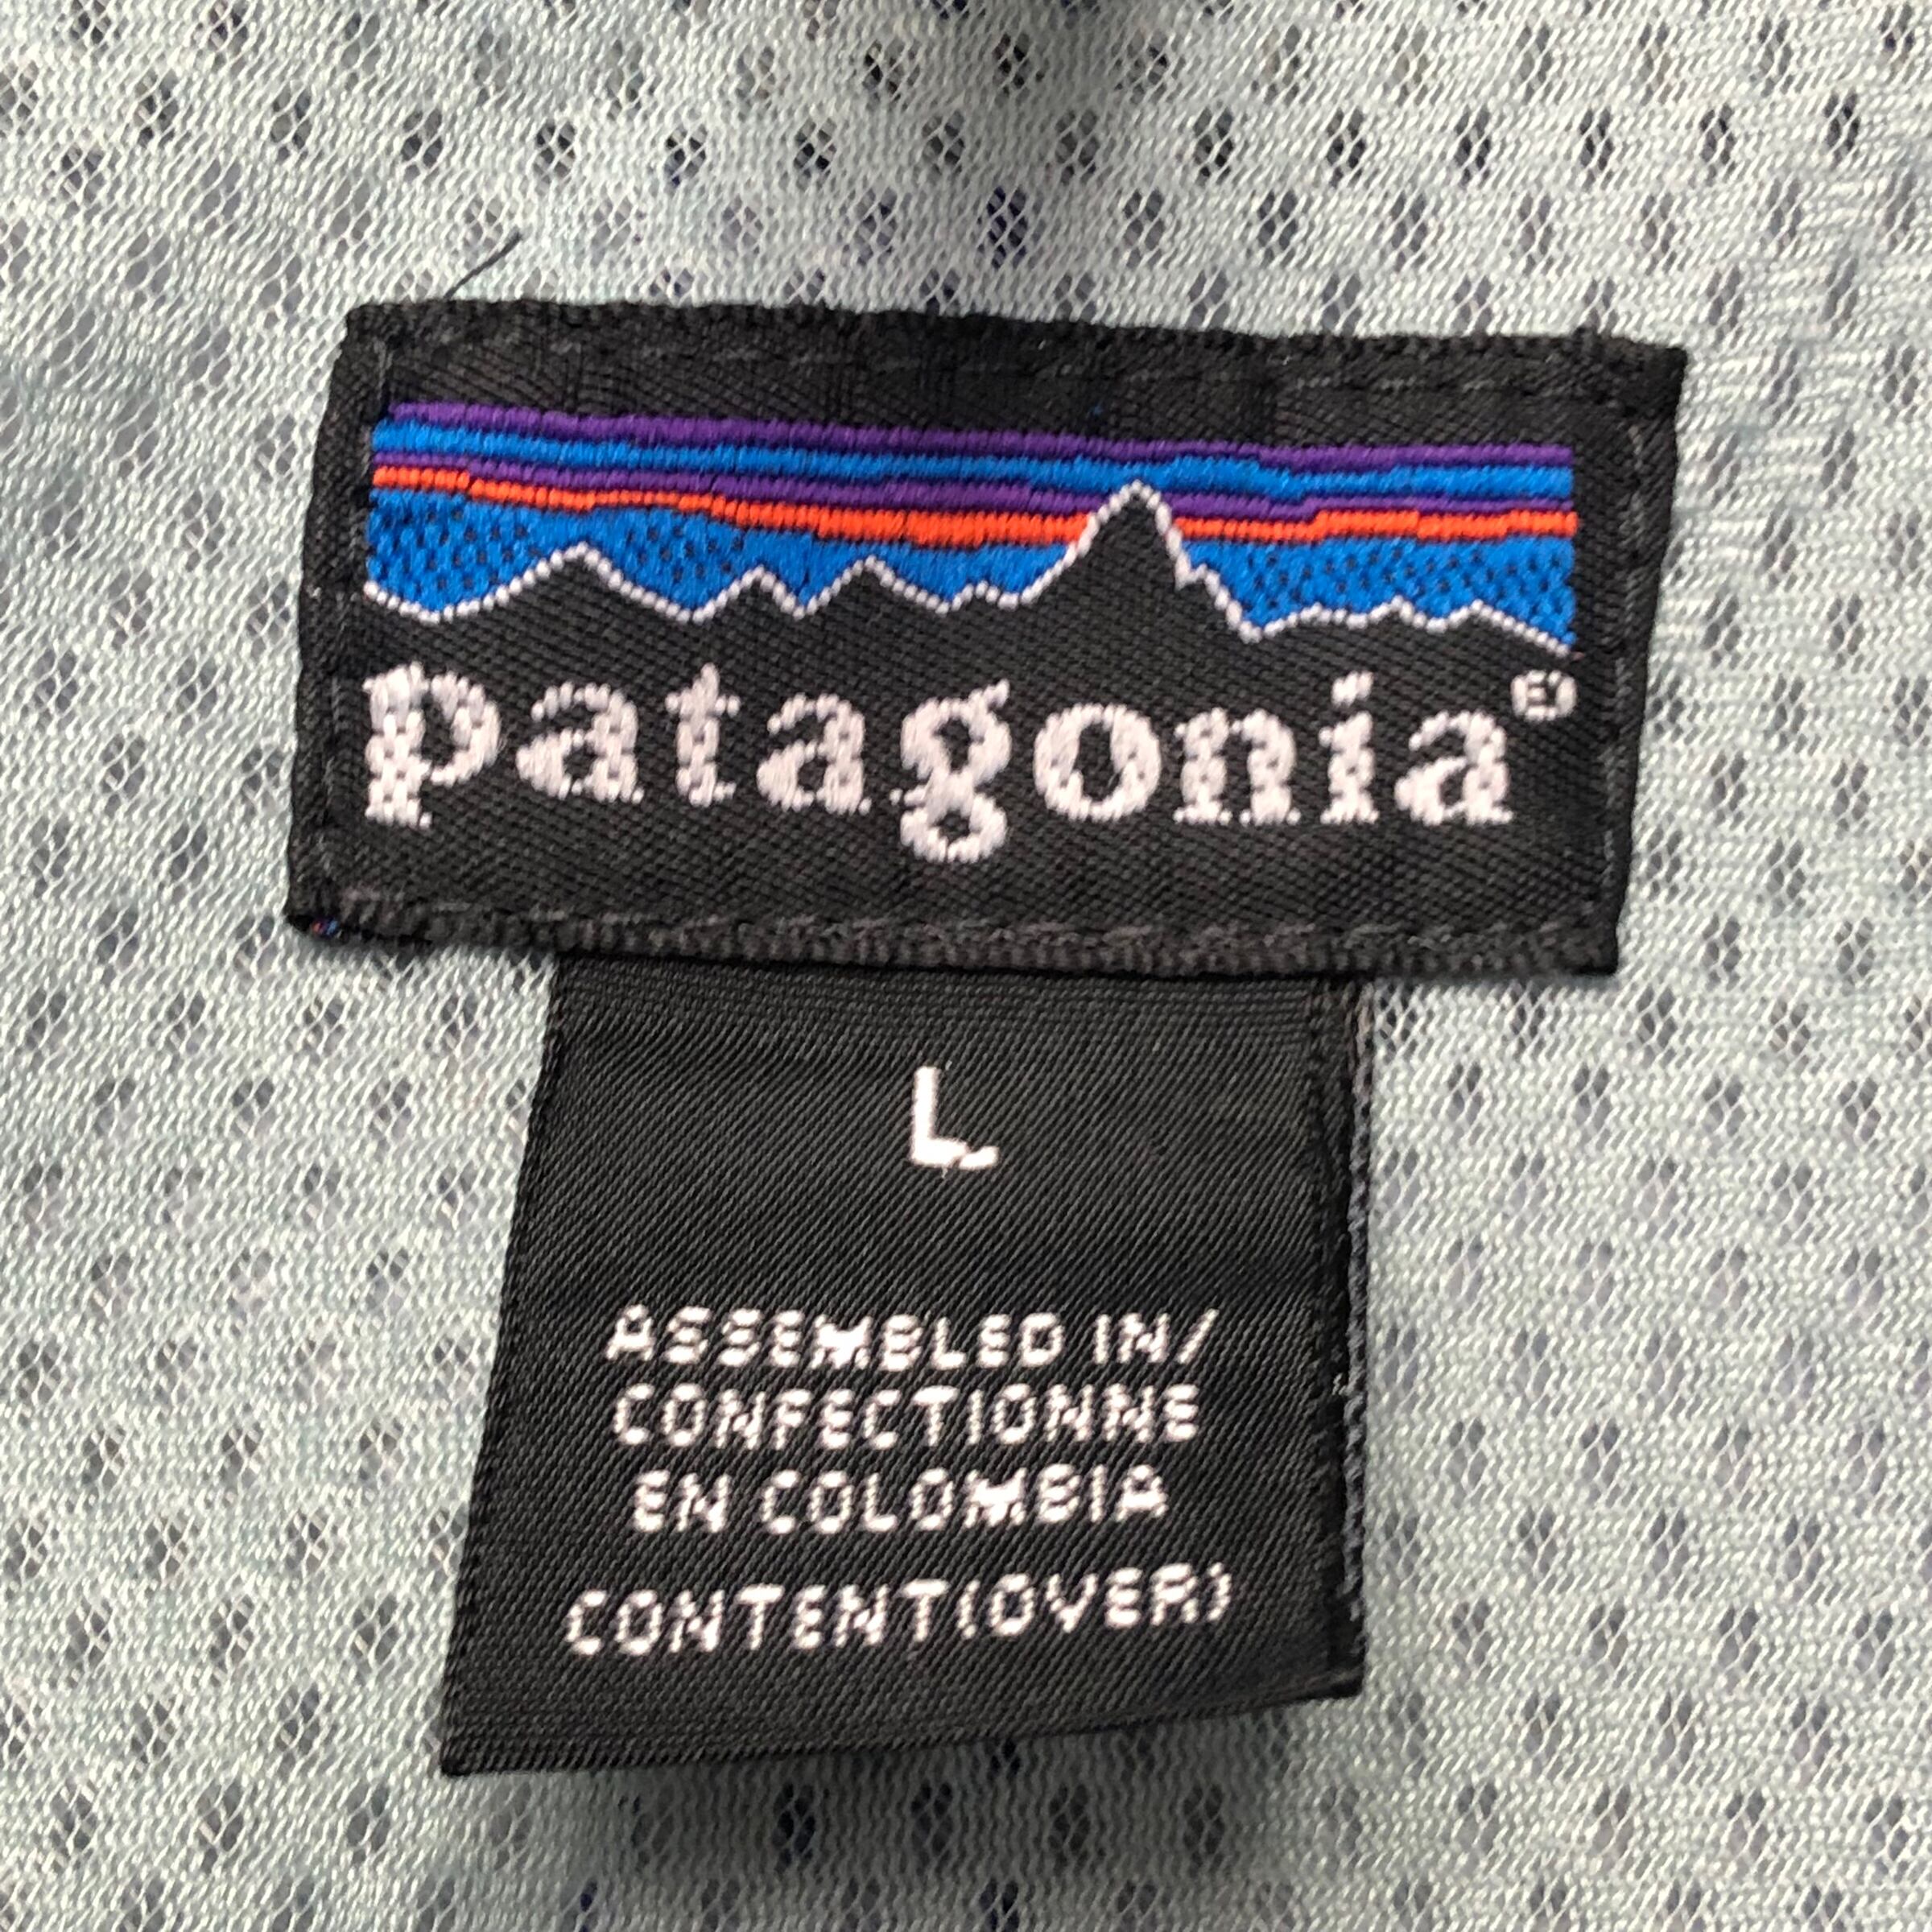 patagonia®
L
ASSEMBLED IN/
CONFECTIONNE
EN COLOMBIA
CONTENT(OVER)